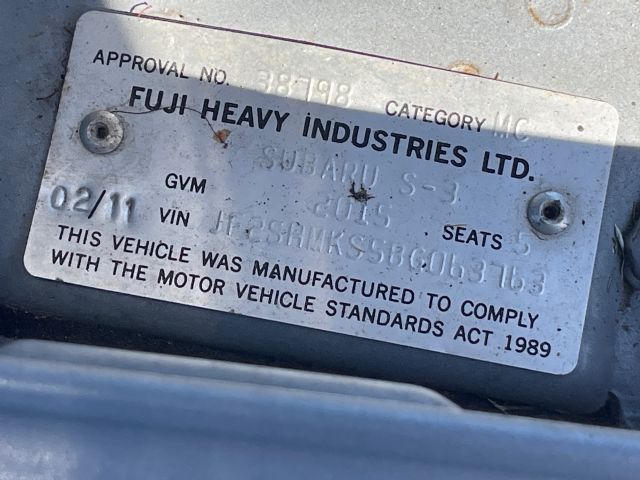 APPROVAL NO. 38798 CATEGORY MC
FUJI HEAVY INDUSTRIES LTD.
SUBARU S-3
GVM 2015 SEATS 5
02/11 VIN
THIS VEHICLE WAS MANUFACTURED TO COMPLY
WITH THE MOTOR VEHICLE STANDARDS ACT 1989